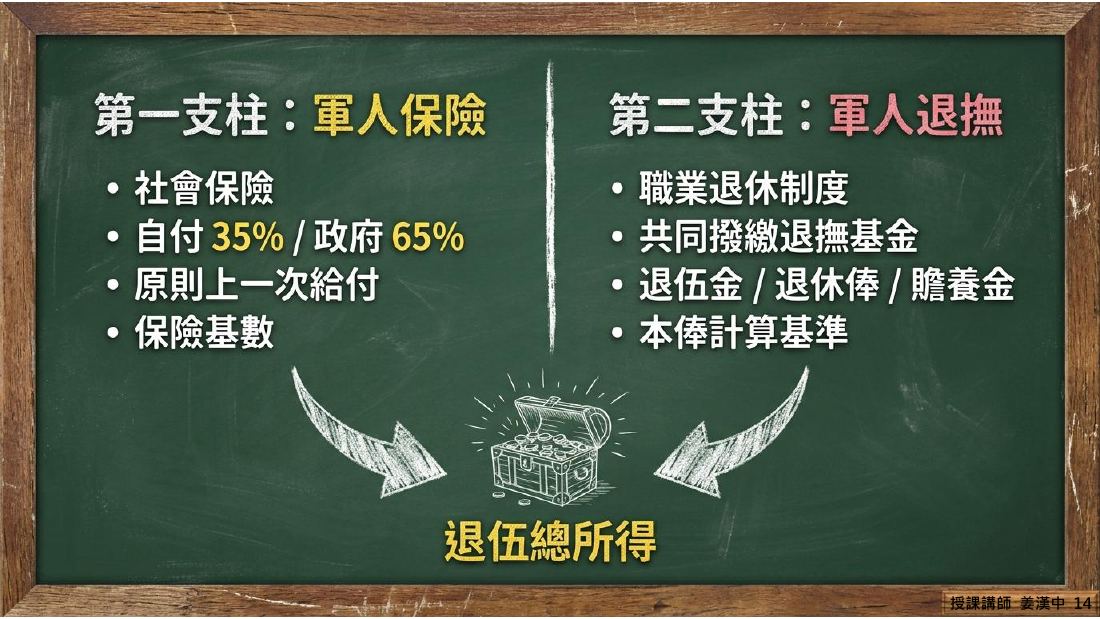 第一支柱：軍人保險
• 社會保險
• 自付 35% / 政府 65%
• 原則上一次給付
• 保險基數
第二支柱：軍人退撫
• 職業退休制度
• 共同撥繳退撫基金
• 退伍金 / 退休俸 / 贍養金
• 本俸計算基準
退伍總所得
授課講師 姜漢中 14